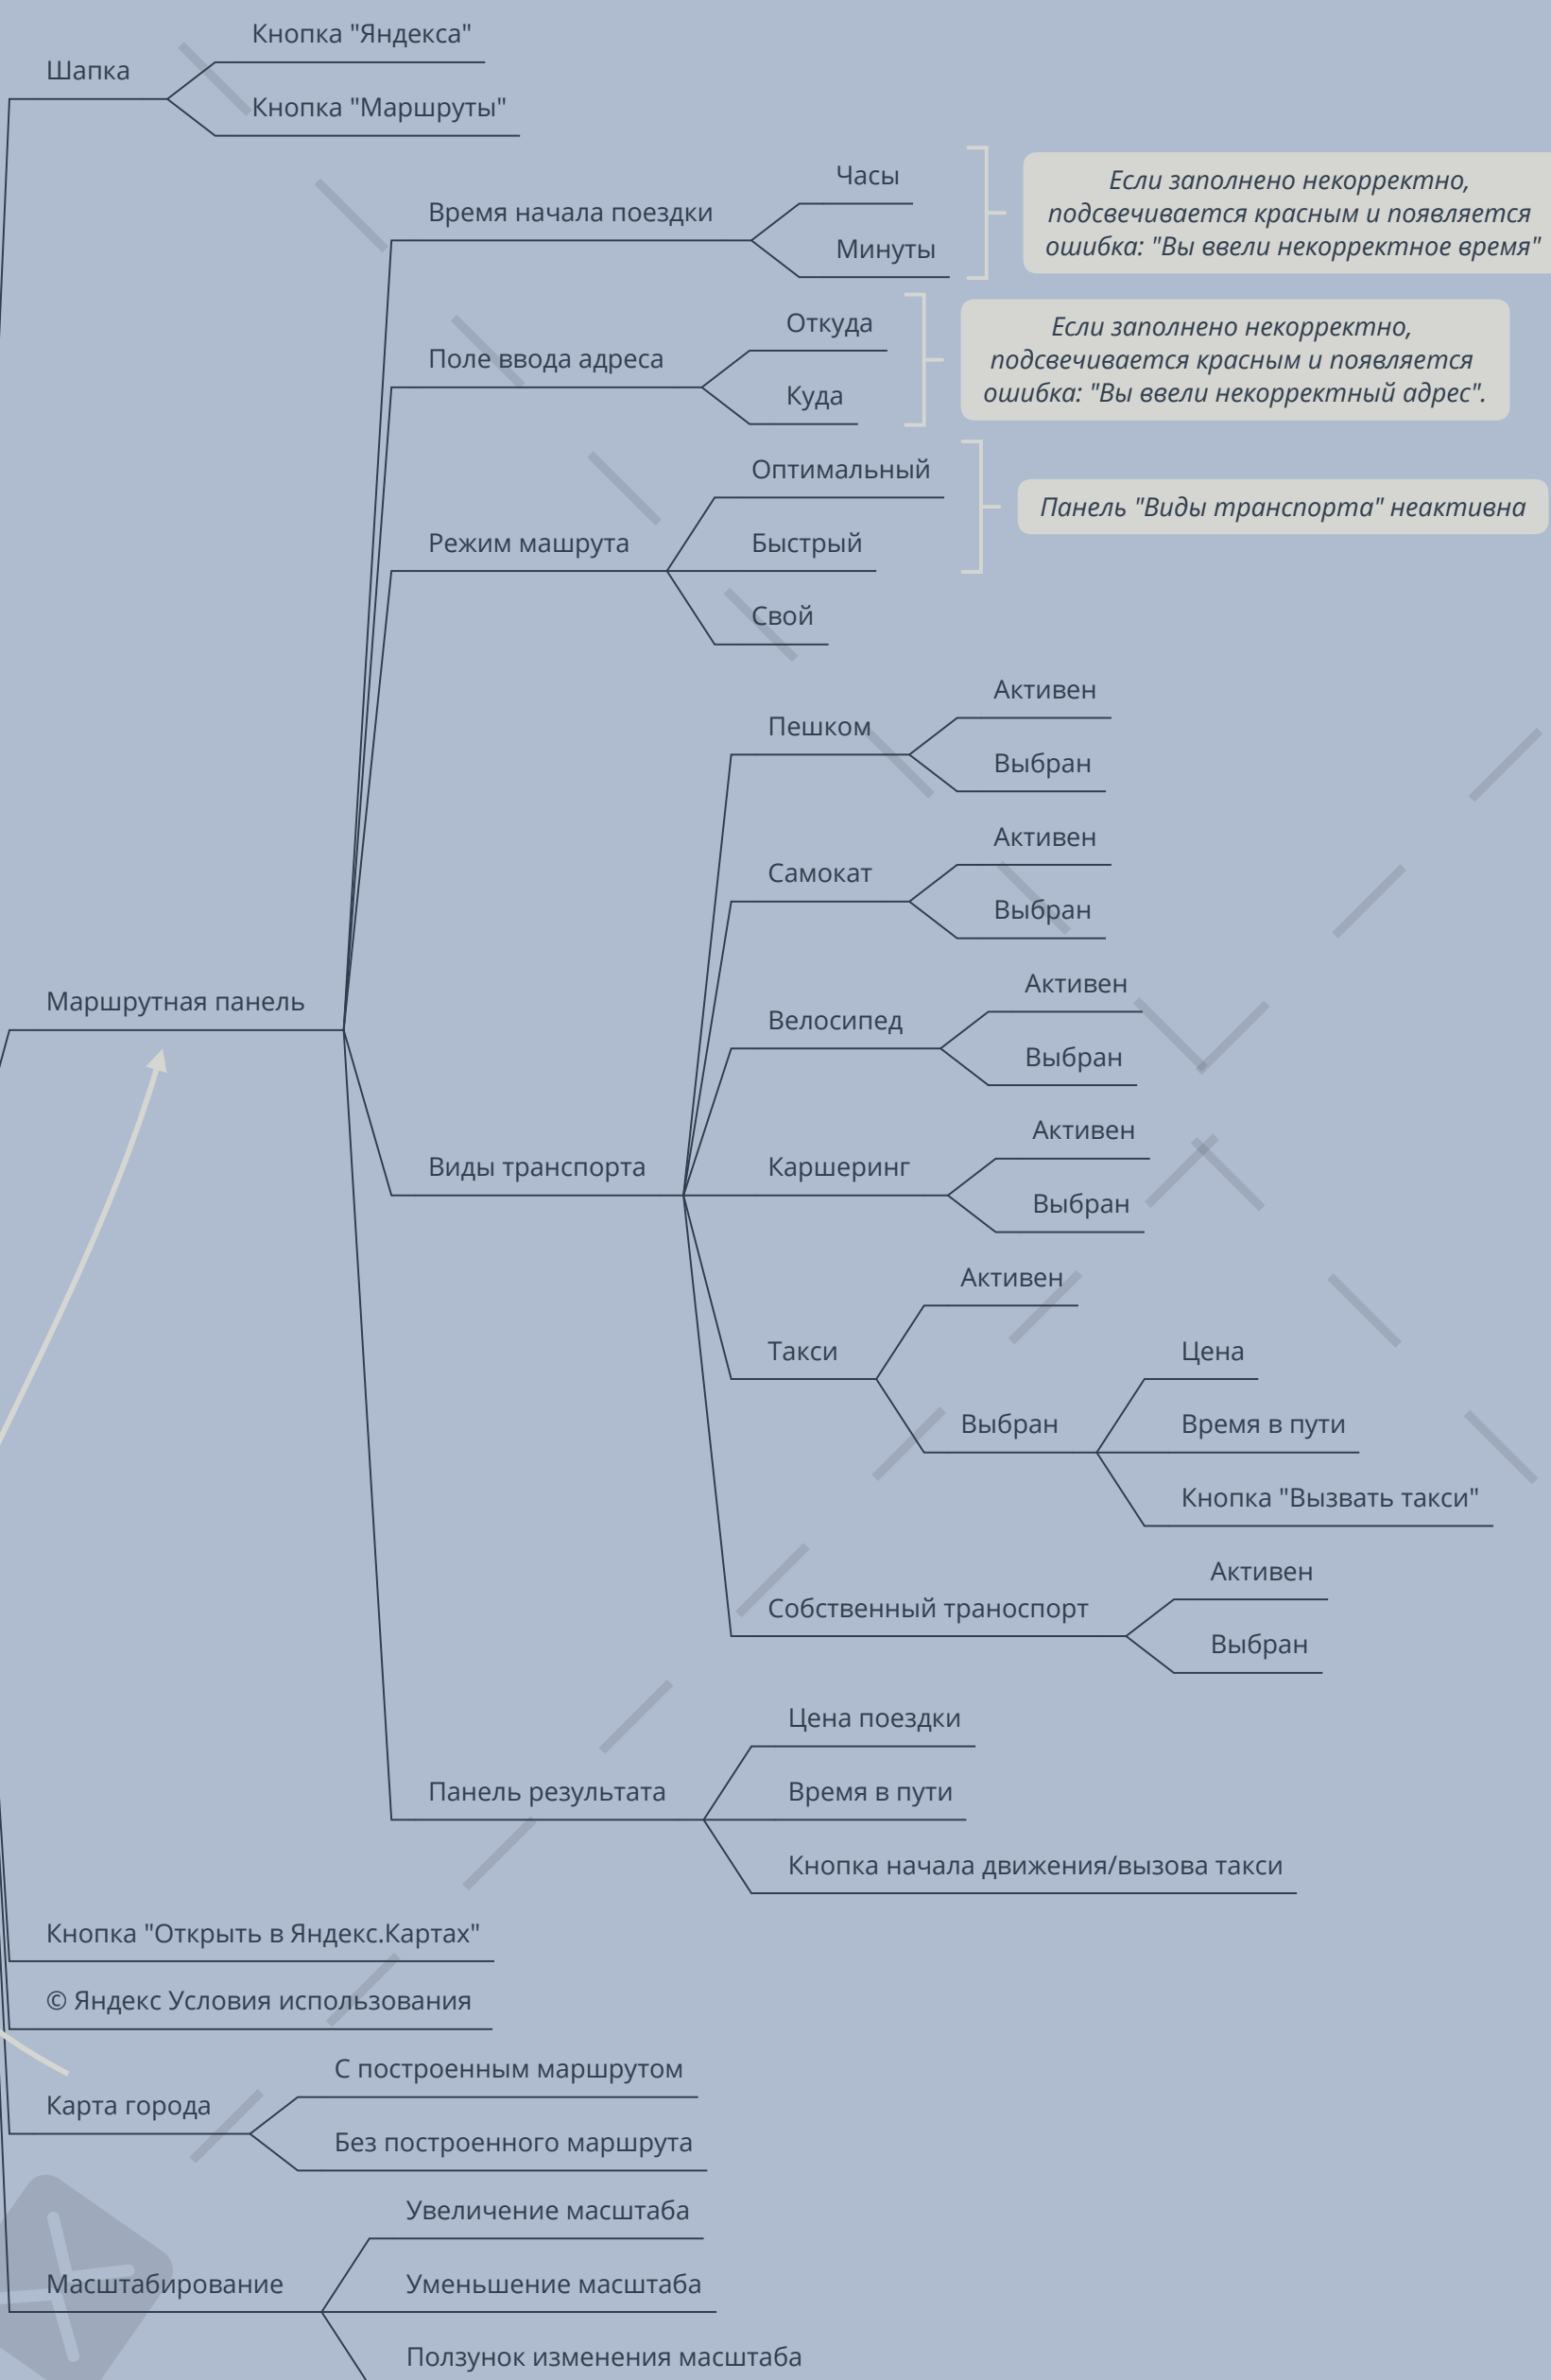 Шапка
Кнопка "Яндекса"
Кнопка "Маршруты"
Маршрутная панель
Время начала поездки
Часы
Минуты
Если заполнено некорректно,
подсвечивается красным и появляется
ошибка: "Вы ввели некорректное время"
Поле ввода адреса
Откуда
Куда
Если заполнено некорректно,
подсвечивается красным и появляется
ошибка: "Вы ввели некорректный адрес".
Режим машрута
Оптимальный
Быстрый
Свой
Панель "Виды транспорта" неактивна
Виды транспорта
Пешком
Активен
Выбран
Самокат
Активен
Выбран
Велосипед
Активен
Выбран
Каршеринг
Активен
Выбран
Такси
Активен
Выбран
Цена
Время в пути
Кнопка "Вызвать такси"
Собственный траноспорт
Активен
Выбран
Панель результата
Цена поездки
Время в пути
Кнопка начала движения/вызова такси
Кнопка "Открыть в Яндекс.Картах"
© Яндекс Условия использования
Карта города
С построенным маршрутом
Без построенного маршрута
Масштабирование
Увеличение масштаба
Уменьшение масштаба
Ползунок изменения масштаба